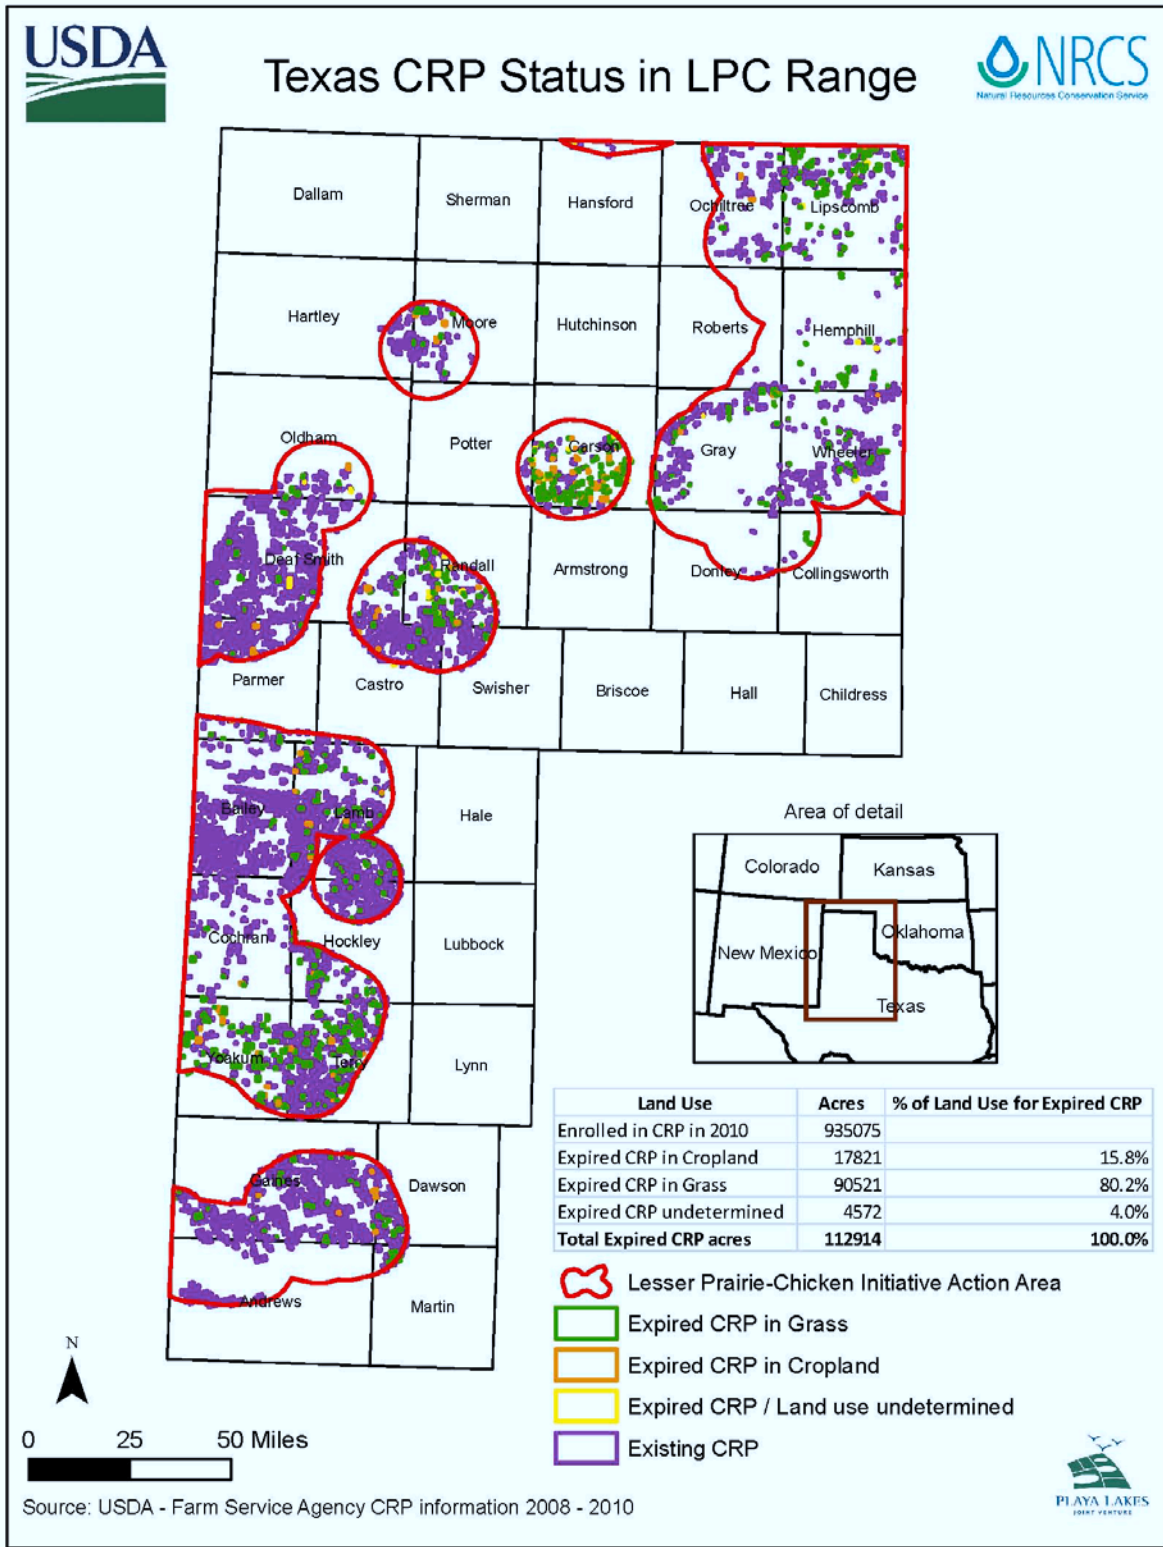 USDA
Texas CRP Status in LPC Range
NRCS
Natural Resources Conservation Service
Dallam
Sherman
Hansford
Ochiltree
Lipscomb
Hartley
Moore
Hutchinson
Roberts
Hemphill
Oldham
Potter
Carson
Gray
Wheeler
Deaf Smith
Randall
Armstrong
Donley
Collingsworth
Parmer
Castro
Swisher
Briscoe
Hall
Childress
Bailey
Lamb
Hale
Cochran
Hockley
Lubbock
Yoakum
Terry
Lynn
Gaines
Dawson
Andrews
Martin
Area of detail
Colorado
Kansas
New Mexico
Oklahoma
Texas
Land Use Acres % of Land Use for Expired CRP
Enrolled in CRP in 2010 935075
Expired CRP in Cropland 17821 15.8%
Expired CRP in Grass 90521 80.2%
Expired CRP undetermined 4572 4.0%
Total Expired CRP acres 112914 100.0%
Lesser Prairie-Chicken Initiative Action Area
Expired CRP in Grass
Expired CRP in Cropland
Expired CRP / Land use undetermined
Existing CRP
N
0 25 50 Miles
Source: USDA - Farm Service Agency CRP information 2008 - 2010
PLAYA LAKES
JOINT VENTURE